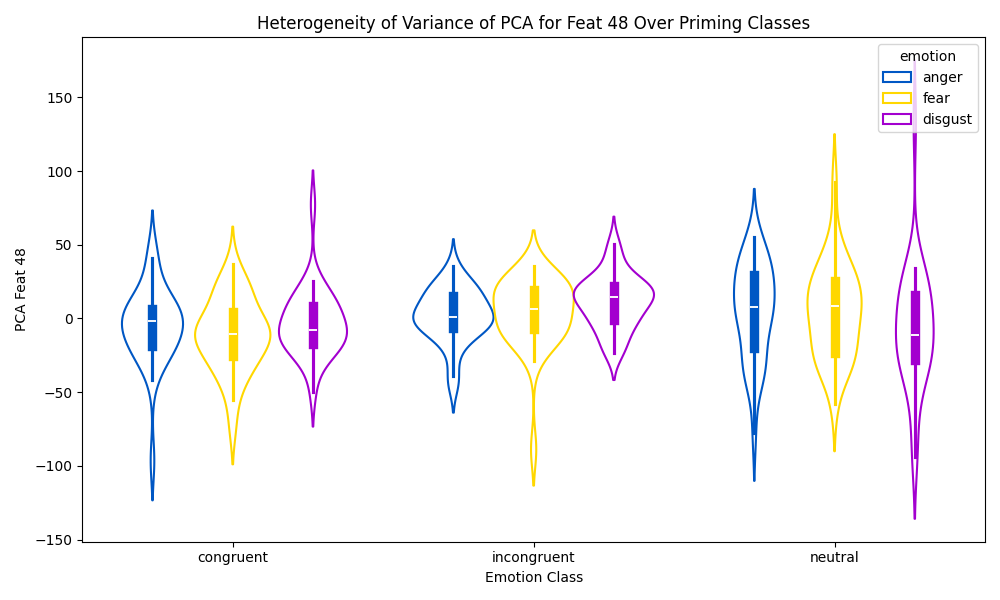 Heterogeneity of Variance of PCA for Feat 48 Over Priming Classes
emotion
anger
fear
disgust
PCA Feat 48
150
100
50
0
−50
−100
−150
congruent
incongruent
neutral
Emotion Class